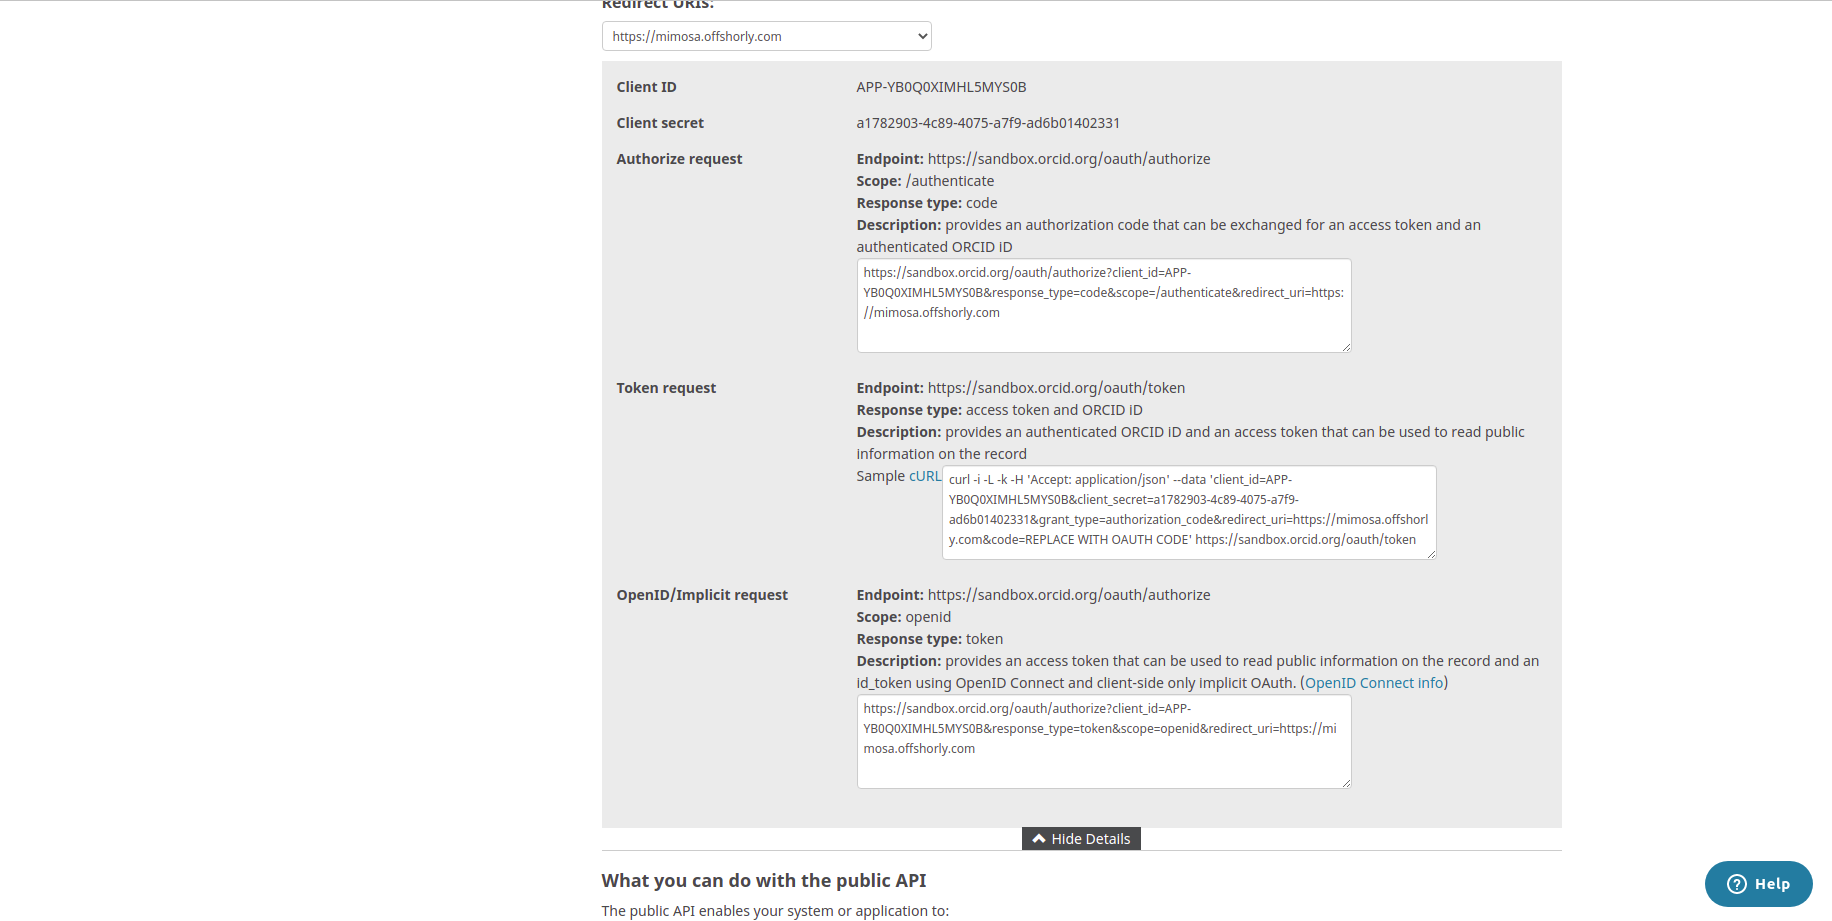 Redirect URIs:
https://mimosa.offshorly.com
Client ID
APP-YB0Q0XIMHL5MYS0B
Client secret
a1782903-4c89-4075-a7f9-ad6b01402331
Authorize request
Endpoint: https://sandbox.orcid.org/oauth/authorize
Scope: /authenticate
Response type: code
Description: provides an authorization code that can be exchanged for an access token and an
authenticated ORCID iD
https://sandbox.orcid.org/oauth/authorize?client_id=APP-
YB0Q0XIMHL5MYS0B&response_type=code&scope=/authenticate&redirect_uri=https:
//mimosa.offshorly.com
Token request
Endpoint: https://sandbox.orcid.org/oauth/token
Response type: access token and ORCID iD
Description: provides an authenticated ORCID iD and an access token that can be used to read public
information on the record
Sample cURL
curl -i -L -k -H 'Accept: application/json' --data 'client_id=APP-
YB0Q0XIMHL5MYS0B&client_secret=a1782903-4c89-4075-a7f9-
ad6b01402331&grant_type=authorization_code&redirect_uri=https://mimosa.offshorl
y.com&code=REPLACE WITH OAUTH CODE' https://sandbox.orcid.org/oauth/token
OpenID/Implicit request
Endpoint: https://sandbox.orcid.org/oauth/authorize
Scope: openid
Response type: token
Description: provides an access token that can be used to read public information on the record and an
id_token using OpenID Connect and client-side only implicit OAuth. (OpenID Connect info)
https://sandbox.orcid.org/oauth/authorize?client_id=APP-
YB0Q0XIMHL5MYS0B&response_type=token&scope=openid&redirect_uri=https://mi
mosa.offshorly.com
Hide Details
What you can do with the public API
The public API enables your system or application to:
Help